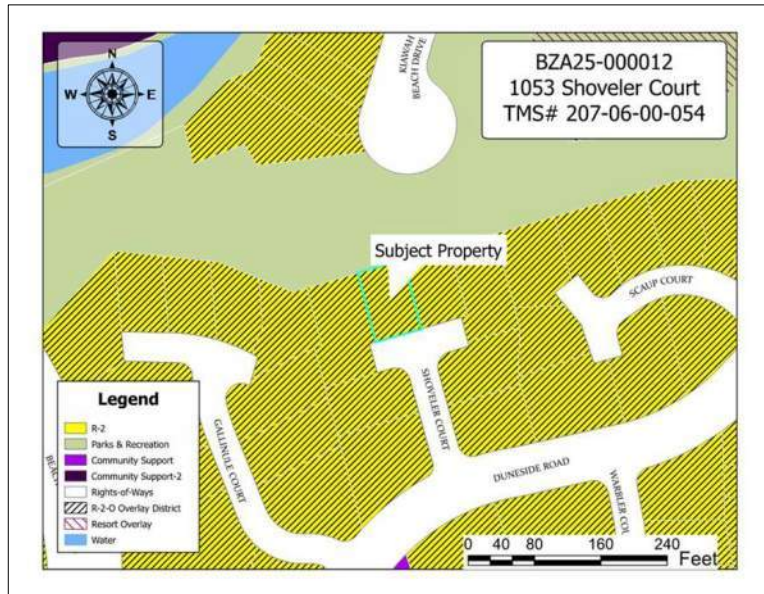 BZA25-000012
1053 Shoveler Court
TMS# 207-06-00-054
N
W
E
S
KIAWAH
BEACH DRIVE
Subject Property
SCAUP COURT
SHOVELER COURT
GALLINULE COURT
DUNESIDE ROAD
WARBLER COU
BEACH
Legend
R-2
Parks & Recreation
Community Support
Community Support-2
Rights-of-Ways
R-2-O Overlay District
Resort Overlay
Water
0 40 80 160 240
Feet